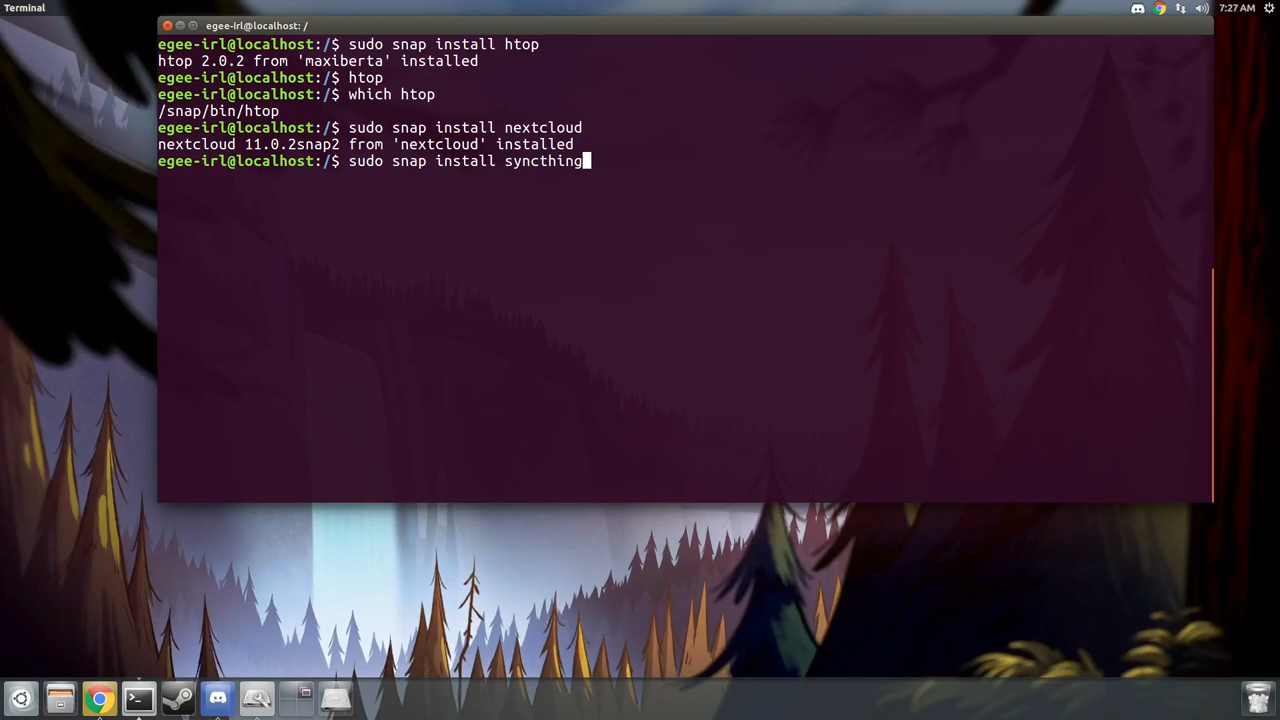 Terminal
7:27 AM
egee-irl@localhost: /
egee-irl@localhost:/$ sudo snap install htop
htop 2.0.2 from 'maxiberta' installed
egee-irl@localhost:/$ htop
egee-irl@localhost:/$ which htop
/snap/bin/htop
egee-irl@localhost:/$ sudo snap install nextcloud
nextcloud 11.0.2snap2 from 'nextcloud' installed
egee-irl@localhost:/$ sudo snap install syncthing